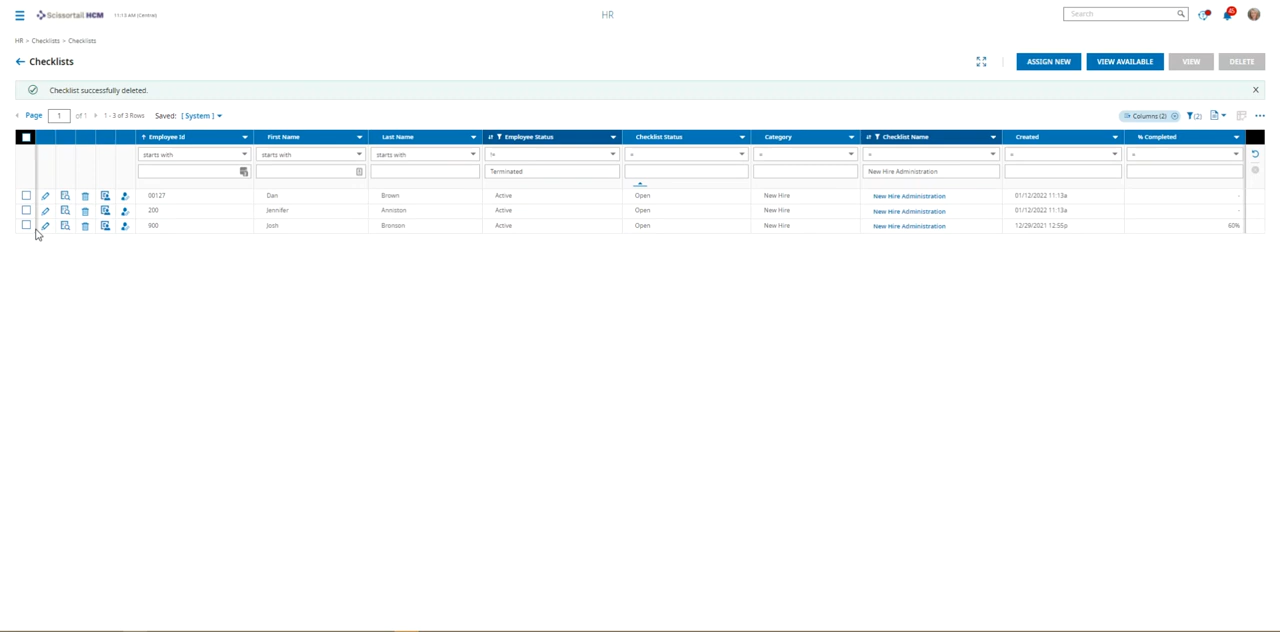 Scissortail HCM 11:13 AM (Central) HR Search 45
HR > Checklists > Checklists
Checklists ASSIGN NEW VIEW AVAILABLE VIEW DELETE
Checklist successfully deleted. X
Page 1 of 1 1 - 3 of 3 Rows Saved: [ System ] Columns (2) (2)
Employee Id First Name Last Name Employee Status Checklist Status Category Checklist Name Created % Completed
starts with starts with starts with != = = = = =
Terminated New Hire Administration
00127 Dan Brown Active Open New Hire New Hire Administration 01/12/2022 11:13a -
200 Jennifer Anniston Active Open New Hire New Hire Administration 01/12/2022 11:13a -
900 Josh Bronson Active Open New Hire New Hire Administration 12/29/2021 12:55p 60%